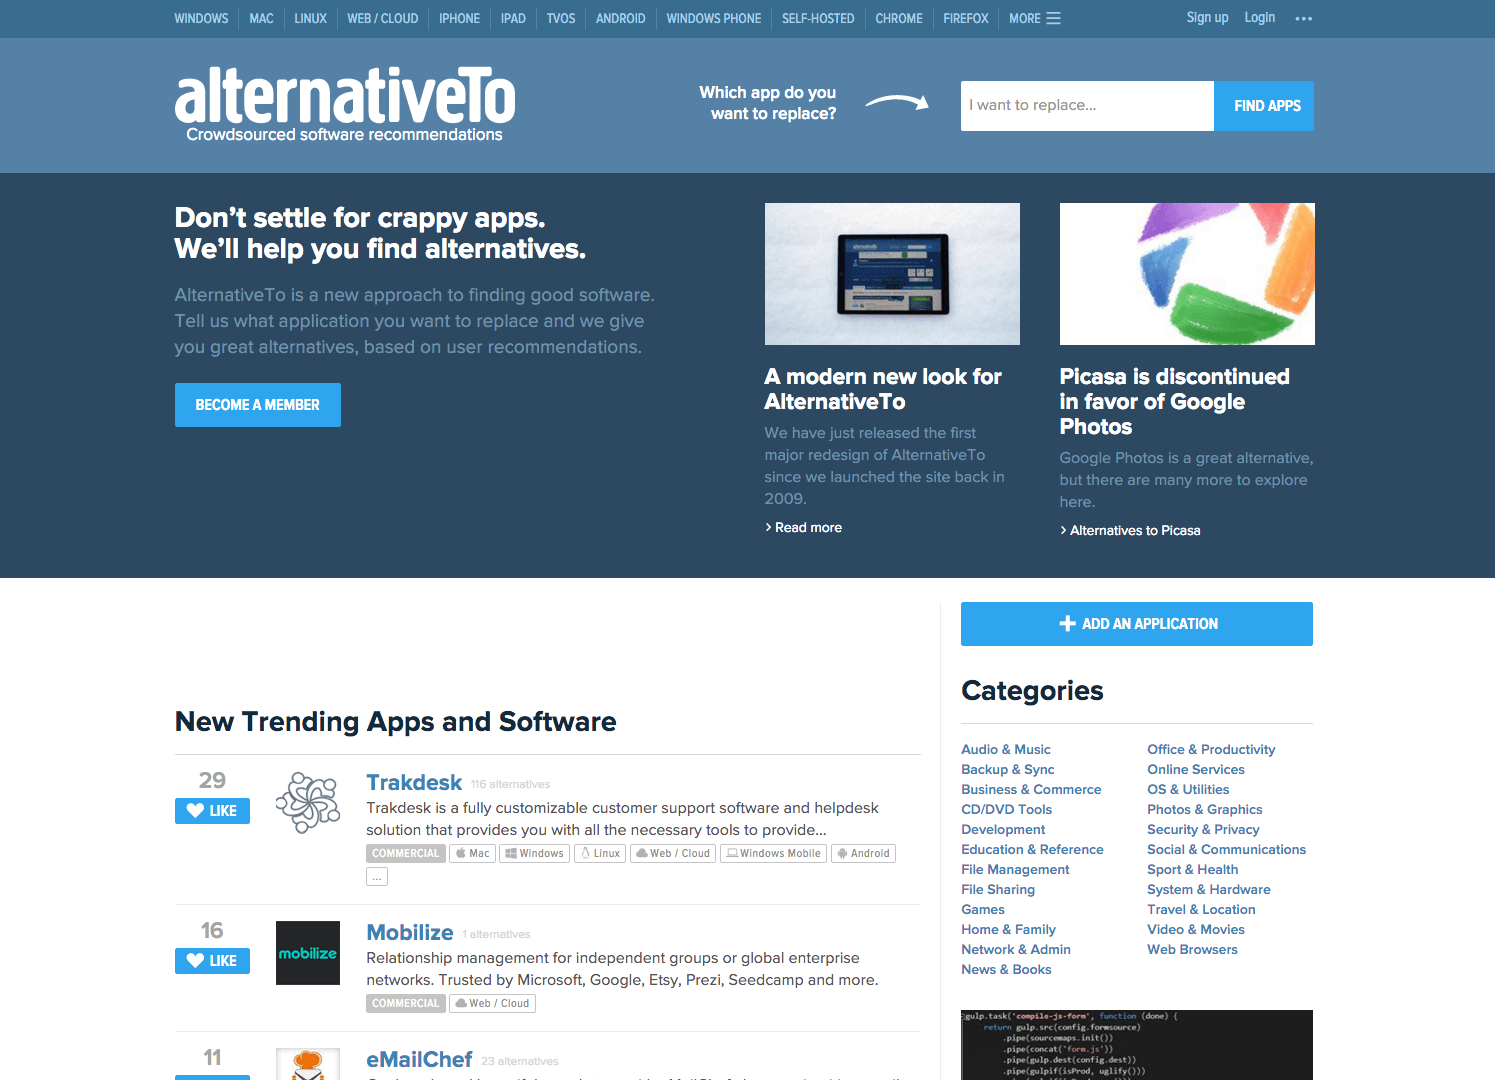 WINDOWS MAC LINUX WEB / CLOUD IPHONE IPAD TVOS ANDROID WINDOWS PHONE SELF-HOSTED CHROME FIREFOX MORE Sign up Login ...
alternativeTo
Crowdsourced software recommendations
Which app do you
want to replace?
I want to replace...
FIND APPS
Don't settle for crappy apps.
We'll help you find alternatives.
AlternativeTo is a new approach to finding good software.
Tell us what application you want to replace and we give
you great alternatives, based on user recommendations.
BECOME A MEMBER
A modern new look for
AlternativeTo
We have just released the first
major redesign of AlternativeTo
since we launched the site back in
2009.
› Read more
Picasa is discontinued
in favor of Google
Photos
Google Photos is a great alternative,
but there are many more to explore
here.
› Alternatives to Picasa
New Trending Apps and Software
29
LIKE
Trakdesk 116 alternatives
Trakdesk is a fully customizable customer support software and helpdesk
solution that provides you with all the necessary tools to provide...
COMMERCIAL Mac Windows Linux Web / Cloud Windows Mobile Android
...
16
LIKE
mobilize
Mobilize 1 alternatives
Relationship management for independent groups or global enterprise
networks. Trusted by Microsoft, Google, Etsy, Prezi, Seedcamp and more.
COMMERCIAL Web / Cloud
11
eMailChef 23 alternatives
ADD AN APPLICATION
Categories
Audio & Music
Backup & Sync
Business & Commerce
CD/DVD Tools
Development
Education & Reference
File Management
File Sharing
Games
Home & Family
Network & Admin
News & Books
Office & Productivity
Online Services
OS & Utilities
Photos & Graphics
Security & Privacy
Social & Communications
Sport & Health
System & Hardware
Travel & Location
Video & Movies
Web Browsers
gulp.task('compile-js-form', function (done) {
return gulp.src(config.formsource)
.pipe(sourcemaps.init())
.pipe(concat('form.js'))
.pipe(gulp.dest(config.dest))
.pipe(gulpif(isProd, uglify()))